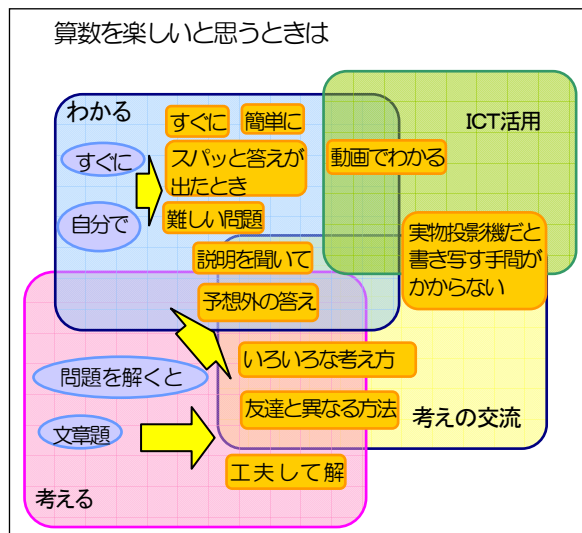 算数を楽しいと思うときは
わかる
すぐに
簡単に
ICT活用
すぐに
スパッと答えが
出たとき
動画でわかる
自分で
難しい問題
実物投影機だと
書き写す手間が
かからない
説明を聞いて
予想外の答え
いろいろな考え方
問題を解くと
友達と異なる方法
考えの交流
文章題
工夫して解
考える